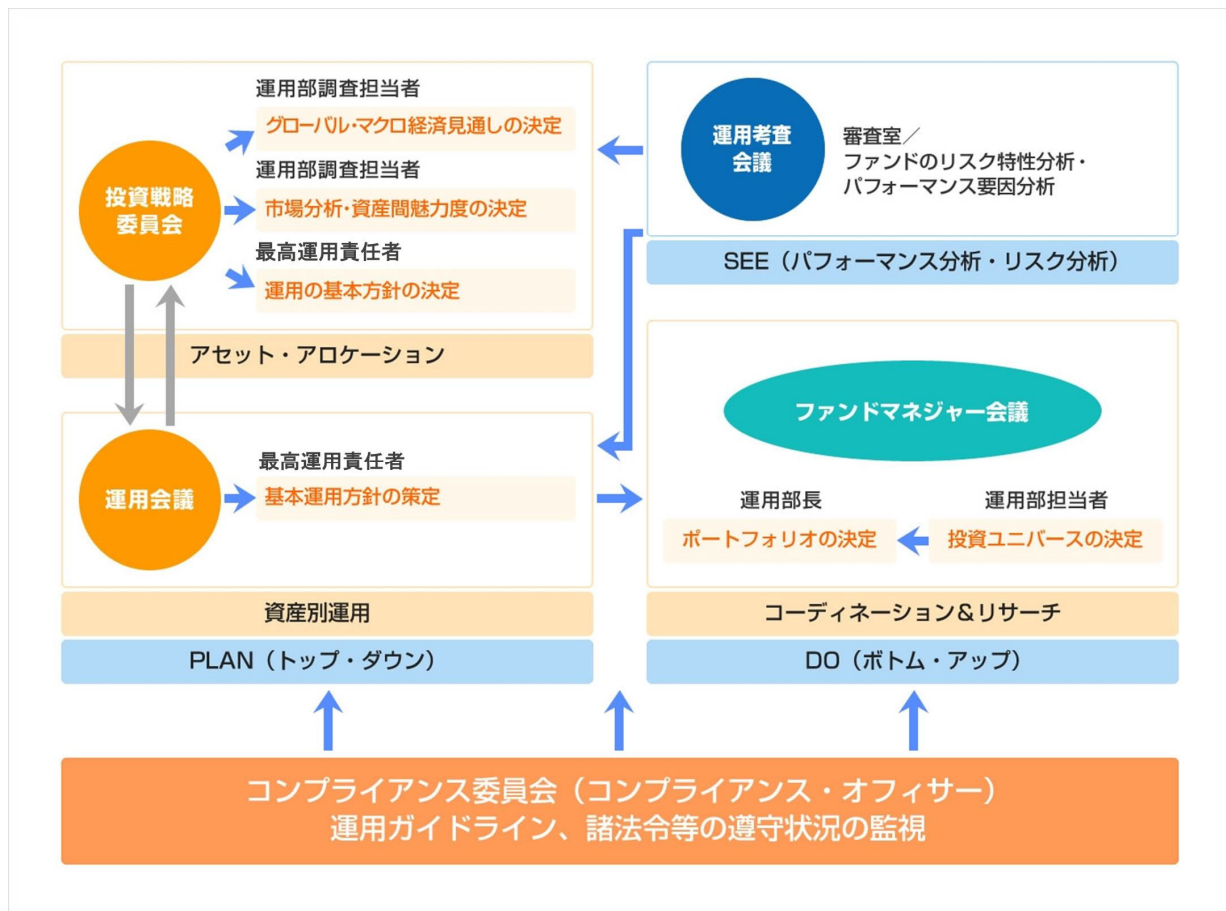 運用部調査担当者
グローバル・マクロ経済見通しの決定
投資戦略
委員会
運用部調査担当者
市場分析・資産間魅力度の決定
最高運用責任者
運用の基本方針の決定
アセット・アロケーション
運用会議
最高運用責任者
基本運用方針の策定
資産別運用
PLAN(トップ・ダウン)
運用考査
会議
審査室/
ファンドのリスク特性分析・
パフォーマンス要因分析
SEE(パフォーマンス分析・リスク分析)
ファンドマネジャー会議
運用部長
ポートフォリオの決定
運用部担当者
投資ユニバースの決定
コーディネーション&リサーチ
DO(ボトム・アップ)
コンプライアンス委員会(コンプライアンス・オフィサー)
運用ガイドライン、諸法令等の遵守状況の監視